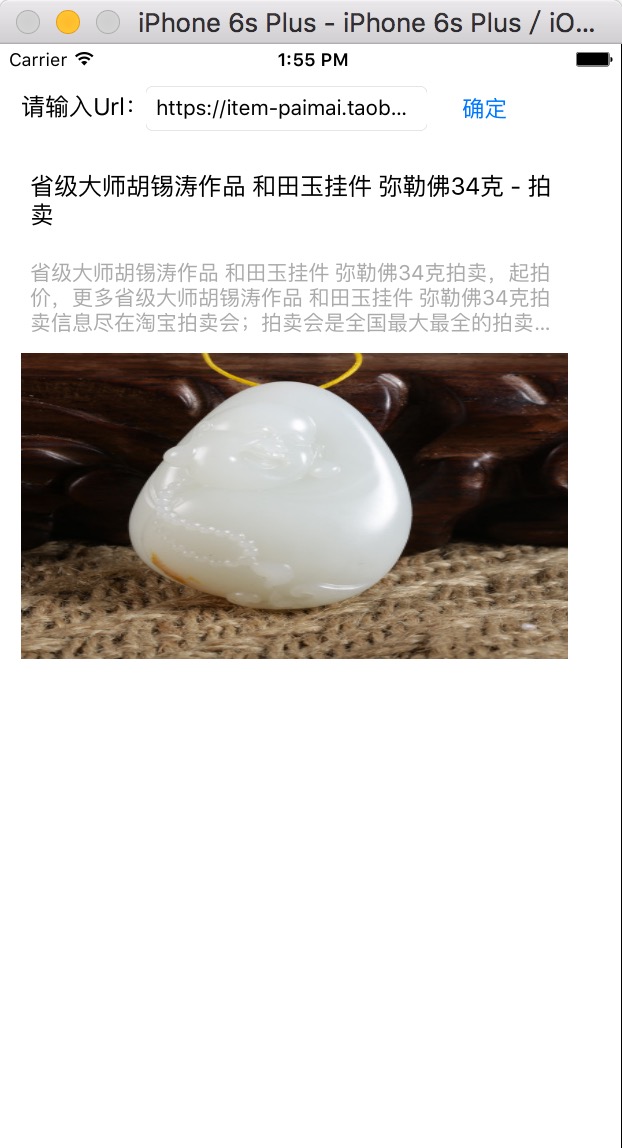 iPhone 6s Plus - iPhone 6s Plus / iO...
Carrier 1:55 PM
请输入Url： https://item-paimai.taob... 确定
省级大师胡锡涛作品 和田玉挂件 弥勒佛34克 - 拍
卖
省级大师胡锡涛作品 和田玉挂件 弥勒佛34克拍卖，起拍
价，更多省级大师胡锡涛作品 和田玉挂件 弥勒佛34克拍
卖信息尽在淘宝拍卖会；拍卖会是全国最大最全的拍卖...